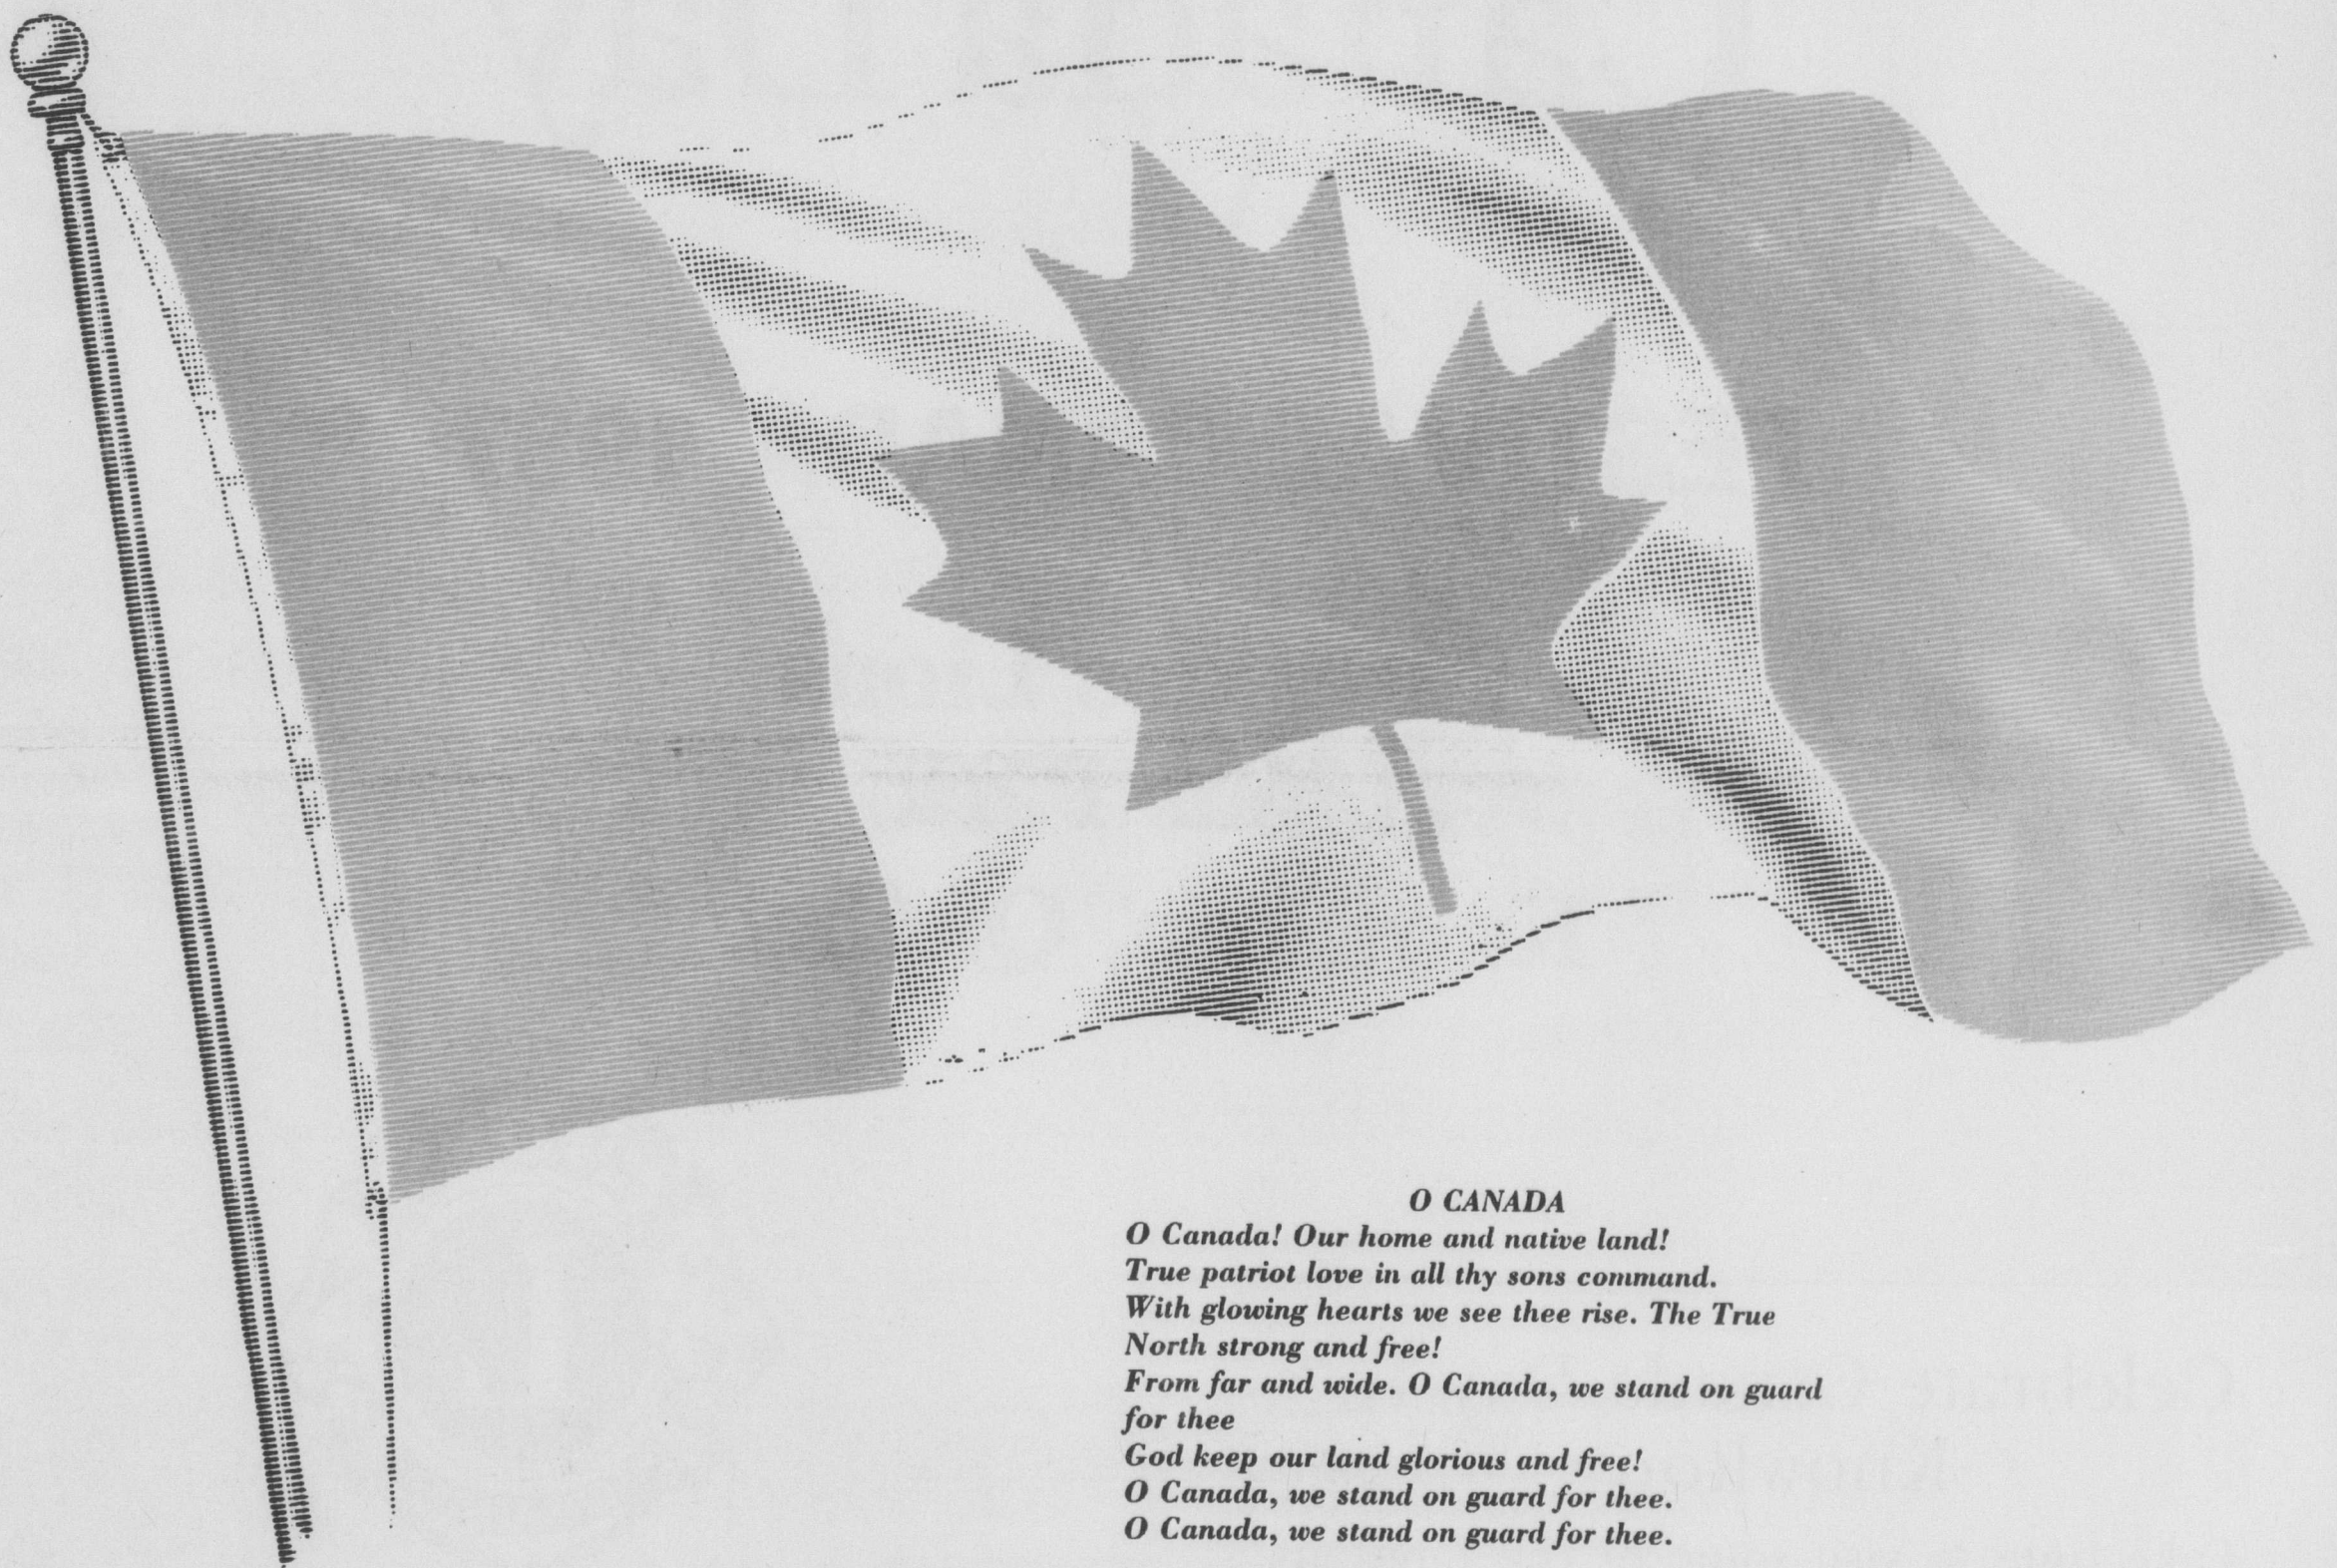 O CANADA
O Canada! Our home and native land!
True patriot love in all thy sons command.
With glowing hearts we see thee rise. The True
North strong and free!
From far and wide. O Canada, we stand on guard
for thee
God keep our land glorious and free!
O Canada, we stand on guard for thee.
O Canada, we stand on guard for thee.